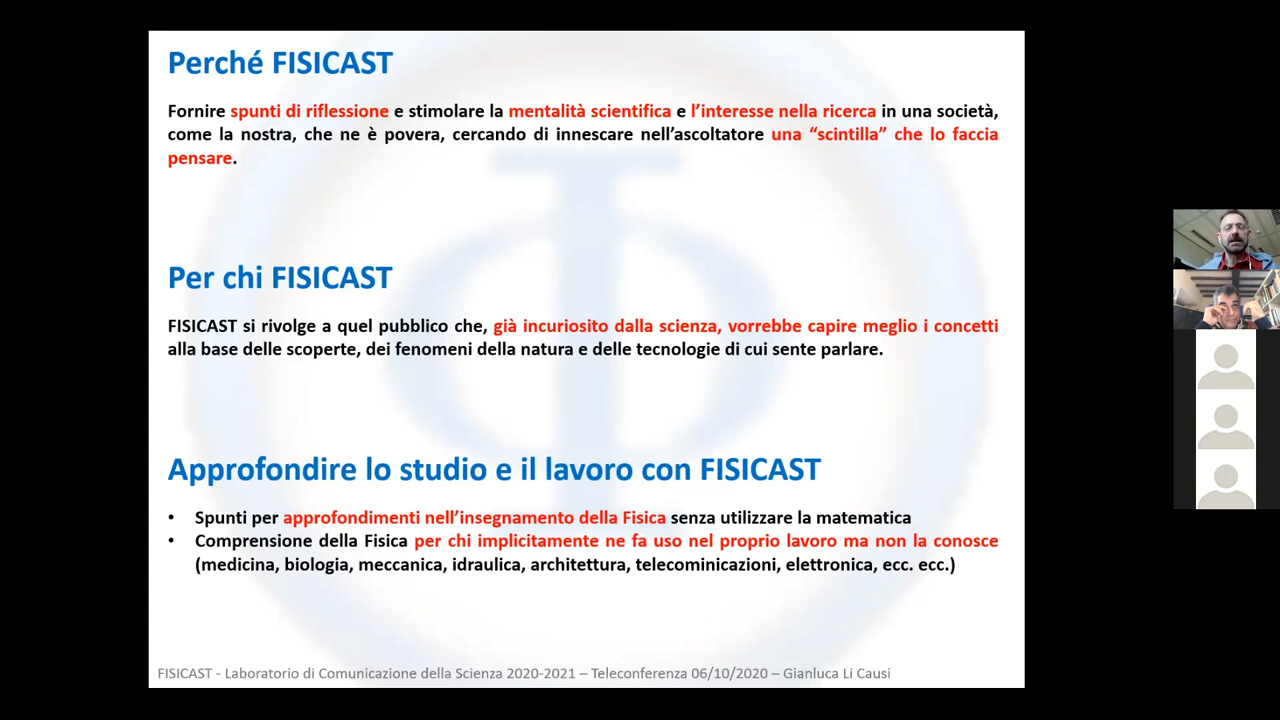 Perché FISICAST
Fornire spunti di riflessione e stimolare la mentalità scientifica e l’interesse nella ricerca in una società,
come la nostra, che ne è povera, cercando di innescare nell’ascoltatore una “scintilla” che lo faccia
pensare.
Per chi FISICAST
FISICAST si rivolge a quel pubblico che, già incuriosito dalla scienza, vorrebbe capire meglio i concetti
alla base delle scoperte, dei fenomeni della natura e delle tecnologie di cui sente parlare.
Approfondire lo studio e il lavoro con FISICAST
• Spunti per approfondimenti nell’insegnamento della Fisica senza utilizzare la matematica
• Comprensione della Fisica per chi implicitamente ne fa uso nel proprio lavoro ma non la conosce
(medicina, biologia, meccanica, idraulica, architettura, telecominicazioni, elettronica, ecc. ecc.)
FISICAST - Laboratorio di Comunicazione della Scienza 2020-2021 – Teleconferenza 06/10/2020 – Gianluca Li Causi